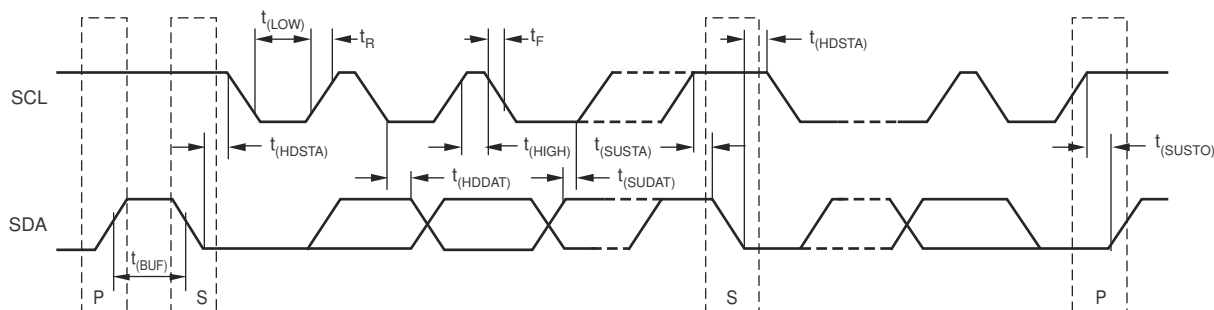 t(LOW)
tR
tF
t(HDSTA)
SCL
t(HDSTA)
t(HIGH)
t(SUSTA)
t(SUSTO)
t(HDDAT)
t(SUDAT)
SDA
t(BUF)
P
S
S
P